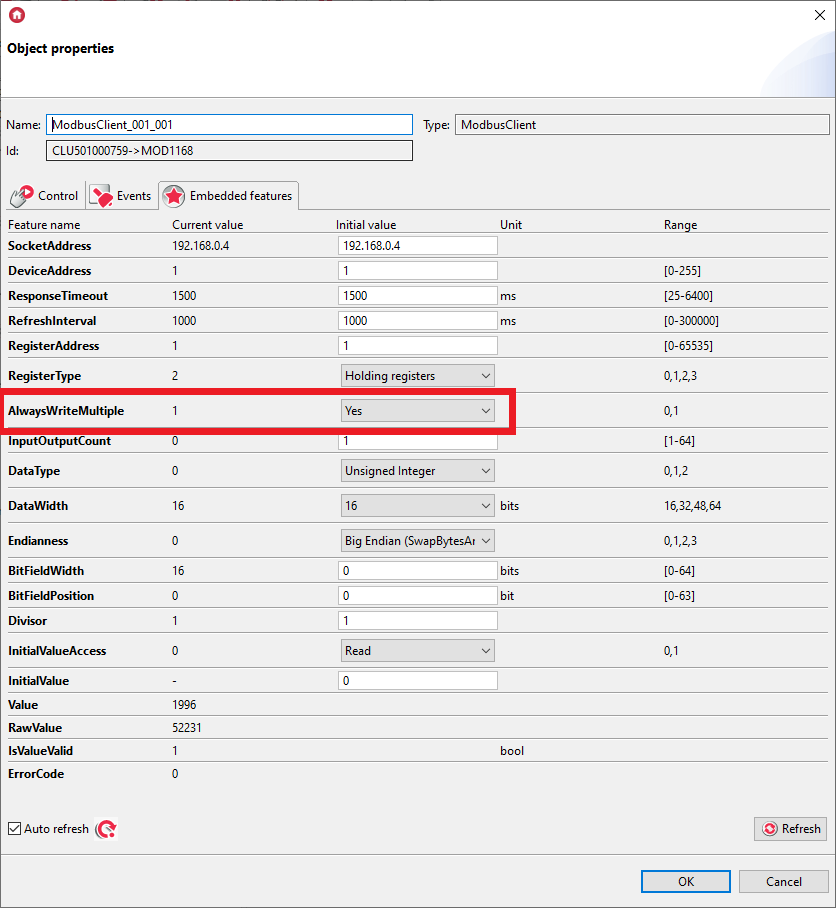 Object properties
Name: ModbusClient_001_001 Type: ModbusClient
Id: CLU501000759->MOD1168
Control Events Embedded features
Feature name Current value Initial value Unit Range
SocketAddress 192.168.0.4 192.168.0.4
DeviceAddress 1 1 [0-255]
ResponseTimeout 1500 1500 ms [25-6400]
RefreshInterval 1000 1000 ms [0-300000]
RegisterAddress 1 1 [0-65535]
RegisterType 2 Holding registers 0,1,2,3
AlwaysWriteMultiple 1 Yes 0,1
InputOutputCount 0 1 [1-64]
DataType 0 Unsigned Integer 0,1,2
DataWidth 16 16 bits 16,32,48,64
Endianness 0 Big Endian (SwapBytesAr 0,1,2,3
BitFieldWidth 16 0 bits [0-64]
BitFieldPosition 0 0 bit [0-63]
Divisor 1 1
InitialValueAccess 0 Read 0,1
InitialValue - 0
Value 1996
RawValue 52231
IsValueValid 1 bool
ErrorCode 0
Auto refresh Refresh
OK Cancel